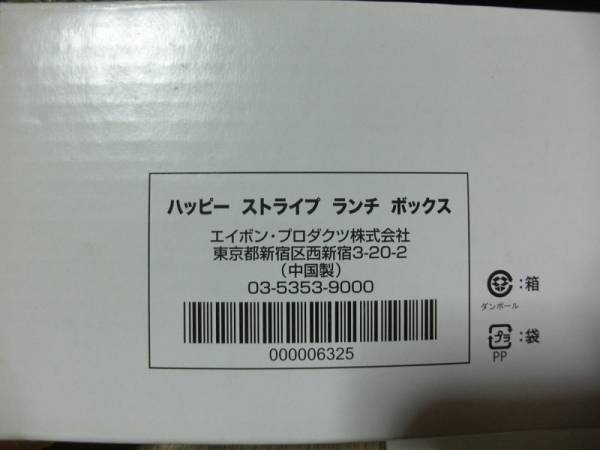 ハッピー ストライプ ランチ ボックス
エイボン・プロダクツ株式会社
東京都新宿区西新宿3-20-2
(中国製)
03-5353-9000
000006325
:箱
ダンボール
プラ :袋
PP